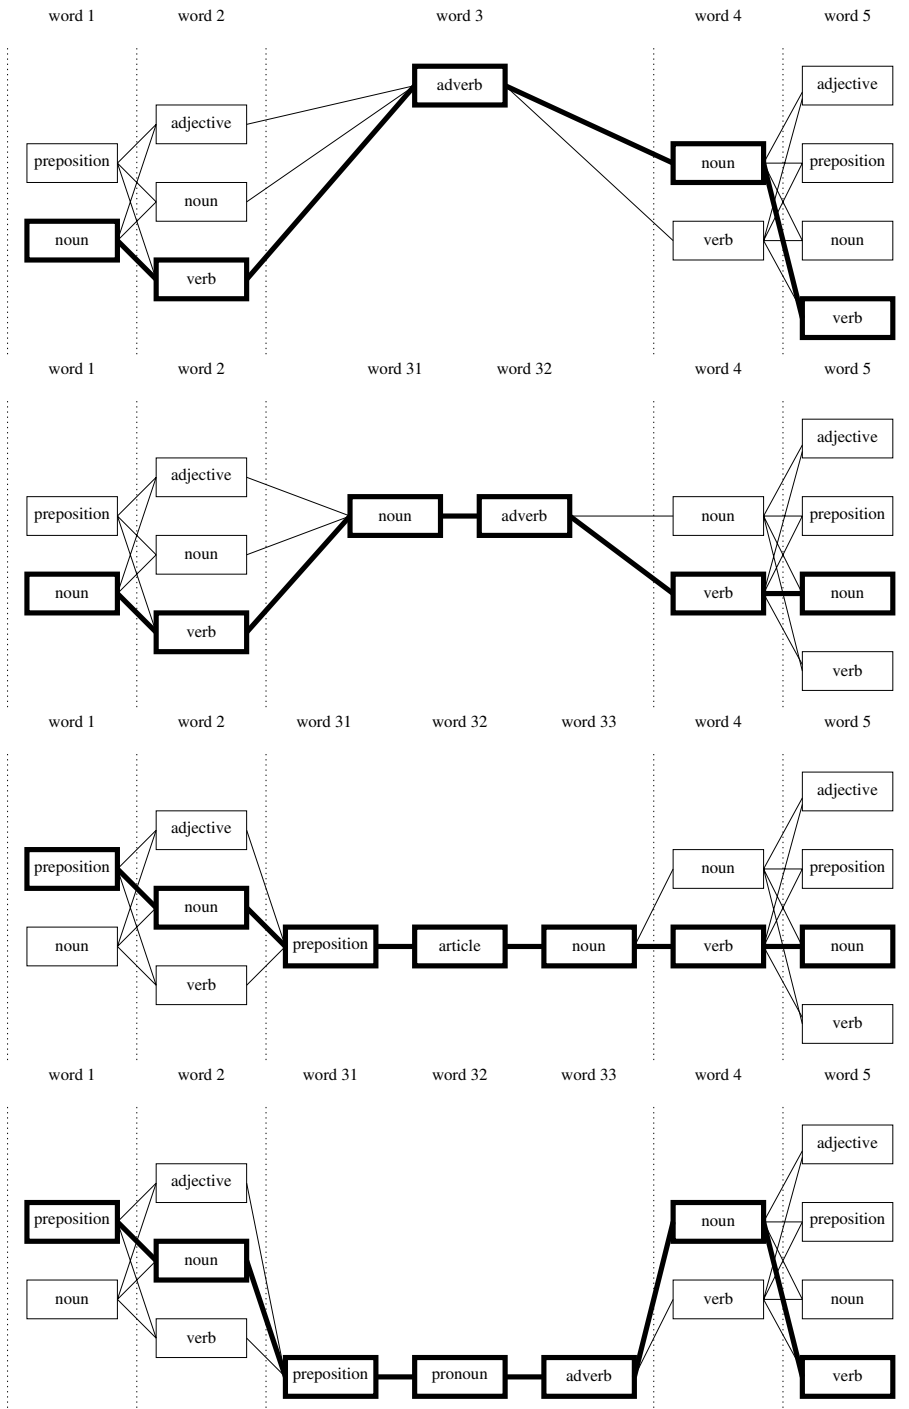 word 1 word 2 word 3 word 4 word 5
adverb adjective
adjective
preposition noun preposition
noun
noun verb noun
verb
verb
word 1 word 2 word 31 word 32 word 4 word 5
adjective
adjective
preposition noun adverb noun preposition
noun
noun verb noun
verb
verb
word 1 word 2 word 31 word 32 word 33 word 4 word 5
adjective
adjective
preposition noun preposition
noun
noun preposition article noun verb noun
verb
verb
word 1 word 2 word 31 word 32 word 33 word 4 word 5
adjective
adjective
preposition noun preposition
noun
noun verb noun
verb
preposition pronoun adverb verb